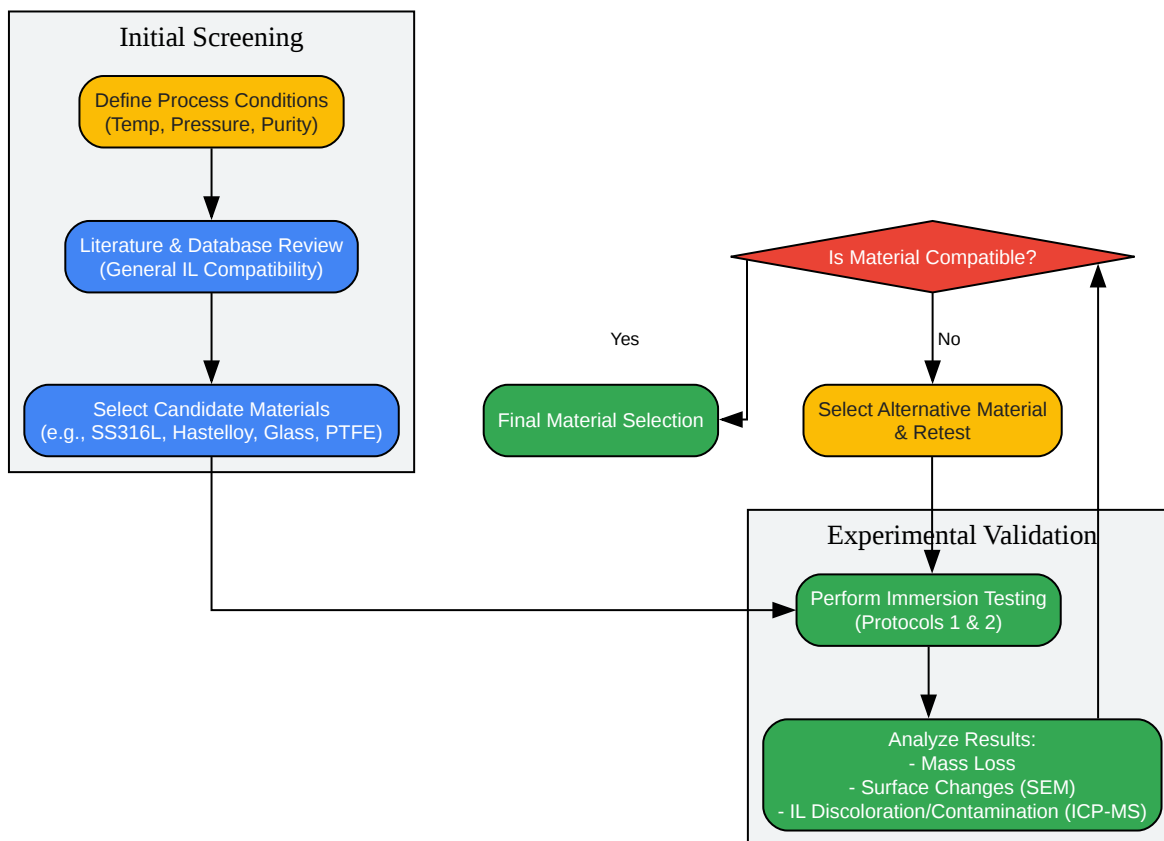 Initial Screening
Define Process Conditions
(Temp, Pressure, Purity)
Literature & Database Review
(General IL Compatibility)
Select Candidate Materials
(e.g., SS316L, Hastelloy, Glass, PTFE)
Is Material Compatible?
Yes
No
Final Material Selection
Select Alternative Material
& Retest
Experimental Validation
Perform Immersion Testing
(Protocols 1 & 2)
Analyze Results:
- Mass Loss
- Surface Changes (SEM)
- IL Discoloration/Contamination (ICP-MS)